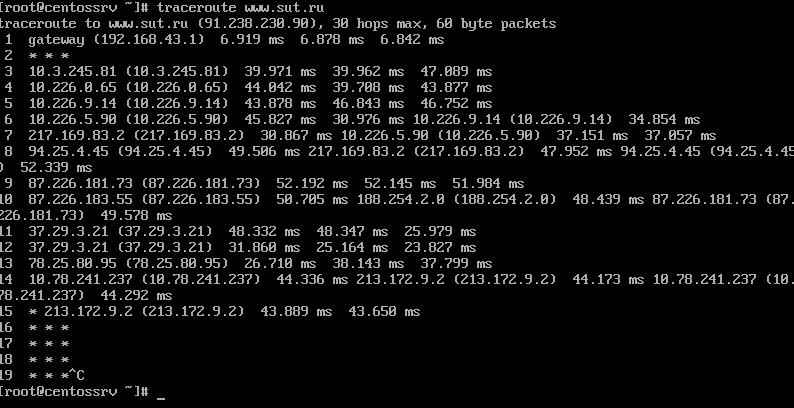 [root@centossrv ~]# traceroute www.sut.ru
traceroute to www.sut.ru (91.238.230.90), 30 hops max, 60 byte packets
 1  gateway (192.168.43.1)  6.919 ms  6.878 ms  6.842 ms
 2  * * *
 3  10.3.245.81 (10.3.245.81)  39.971 ms  39.962 ms  47.089 ms
 4  10.226.0.65 (10.226.0.65)  44.042 ms  39.708 ms  43.877 ms
 5  10.226.9.14 (10.226.9.14)  43.878 ms  46.843 ms  46.752 ms
 6  10.226.5.90 (10.226.5.90)  45.827 ms  30.976 ms 10.226.9.14 (10.226.9.14)  34.854 ms
 7  217.169.83.2 (217.169.83.2)  30.867 ms 10.226.5.90 (10.226.5.90)  37.151 ms  37.057 ms
 8  94.25.4.45 (94.25.4.45)  49.506 ms 217.169.83.2 (217.169.83.2)  47.952 ms 94.25.4.45 (94.25.4.45
)  52.339 ms
 9  87.226.181.73 (87.226.181.73)  52.192 ms  52.145 ms  51.984 ms
10  87.226.183.55 (87.226.183.55)  50.705 ms 188.254.2.0 (188.254.2.0)  48.439 ms 87.226.181.73 (87.
226.181.73)  49.578 ms
11  37.29.3.21 (37.29.3.21)  48.332 ms  48.347 ms  25.979 ms
12  37.29.3.21 (37.29.3.21)  31.860 ms  25.164 ms  23.827 ms
13  78.25.80.95 (78.25.80.95)  26.710 ms  38.143 ms  37.799 ms
14  10.78.241.237 (10.78.241.237)  44.336 ms 213.172.9.2 (213.172.9.2)  44.173 ms 10.78.241.237 (10.
78.241.237)  44.292 ms
15  * 213.172.9.2 (213.172.9.2)  43.889 ms  43.650 ms
16  * * *
17  * * *
18  * * *
19  * * *^C
[root@centossrv ~]# _